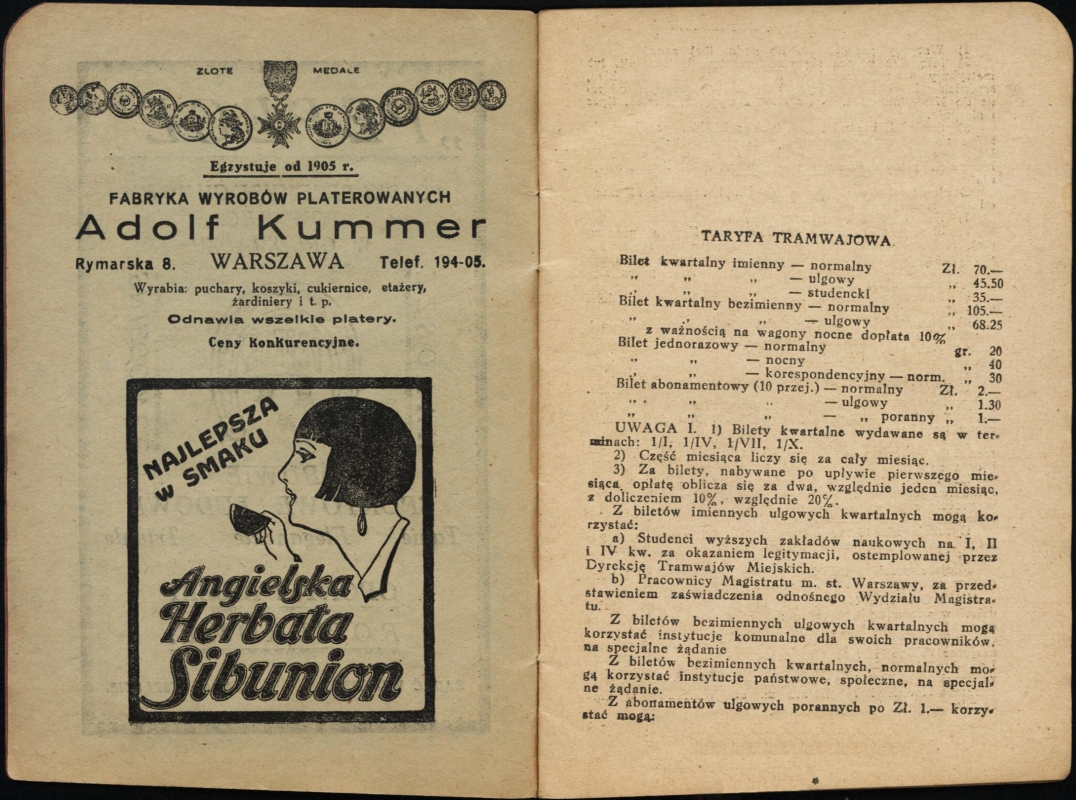 ZŁOTE MEDALE
Egzystuje od 1905 r.
FABRYKA WYROBÓW PLATEROWANYCH
Adolf Kummer
Rymarska 8. WARSZAWA Telef. 194-05.
Wyrabia: puchary, koszyki, cukiernice, etażery,
żardiniery i t. p.
Odnawia wszelkie platery.
Ceny KonKurencyjne.
NAJLEPSZA
w SMAKU
Angielska
Herbata
Sibunion
TARYFA TRAMWAJOWA
Bilet kwartalny imienny — normalny Zł. 70.—
„ „ „ — ulgowy „ 45.50
„ „ „ — studencki „ 35.—
Bilet kwartalny bezimienny — normalny „ 105.—
„ „ „ — ulgowy „ 68.25
z ważnością na wagony nocne dopłata 10%
Bilet jednorazowy — normalny gr. 20
„ „ — nocny „ 40
„ „ — korespondencyjny — norm. „ 30
Bilet abonamentowy (10 przej.) — normalny Zł. 2.—
„ „ „ — ulgowy „ 1.30
„ „ „ — „ poranny „ 1.—
UWAGA I. 1) Bilety kwartalne wydawane są w ter-
minach: 1/I, 1/IV, 1/VII, 1/X.
2) Część miesiąca liczy się za cały miesiąc.
3) Za bilety, nabywane po upływie pierwszego mie-
siąca, opłatę oblicza się za dwa, względnie jeden miesiąc,
z doliczeniem 10%, względnie 20%.
Z biletów imiennych ulgowych kwartalnych mogą ko-
rzystać:
a) Studenci wyższych zakładów naukowych na I, II
i IV kw. za okazaniem legitymacji, ostemplowanej przez
Dyrekcję Tramwajów Miejskich.
b) Pracownicy Magistratu m. st. Warszawy, za przed-
stawieniem zaświadczenia odnośnego Wydziału Magistra-
tu.
Z biletów bezimiennych ulgowych kwartalnych mogą
korzystać instytucje komunalne dla swoich pracowników.
na specjalne żądanie
Z biletów bezimiennych kwartalnych, normalnych mo-
gą korzystać instytucje państwowe, społeczne, na specjal-
ne żądanie.
Z abonamentów ulgowych porannych po Zł. 1.— korzy-
stać mogą: